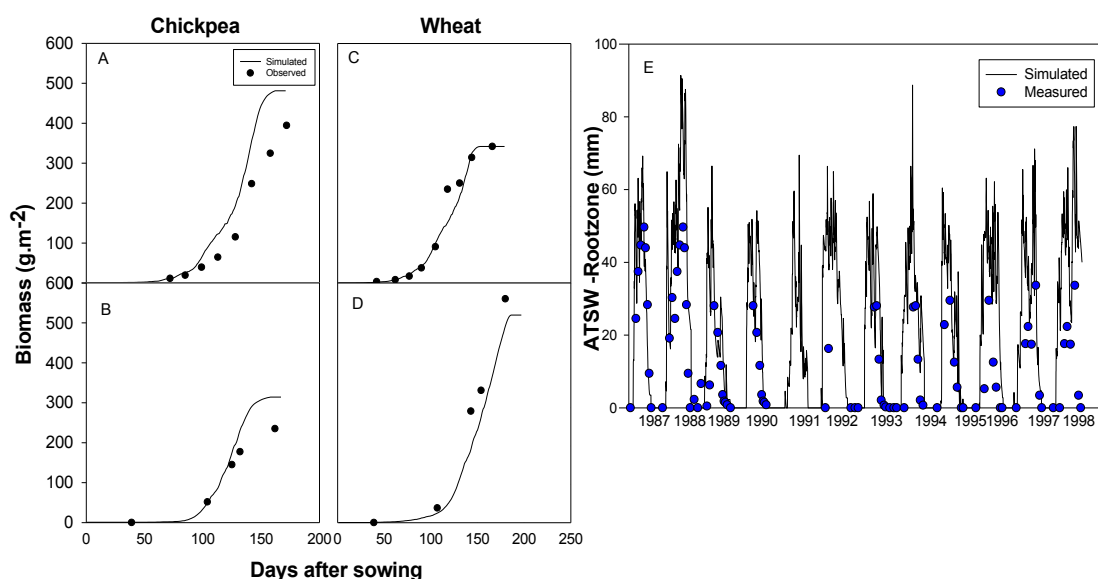 Chickpea
Wheat
Biomass (g.m-2)
600
500
400
300
200
100
600
500
400
300
200
100
0
A
Simulated
Observed
B
C
D
0 50 100 150 200
0 50 100 150 200 250
Days after sowing
ATSW -Rootzone (mm)
100
80
60
40
20
0
E
Simulated
Measured
1987 1988 1989 1990 1991 1992 1993 1994 1995 1996 1997 1998